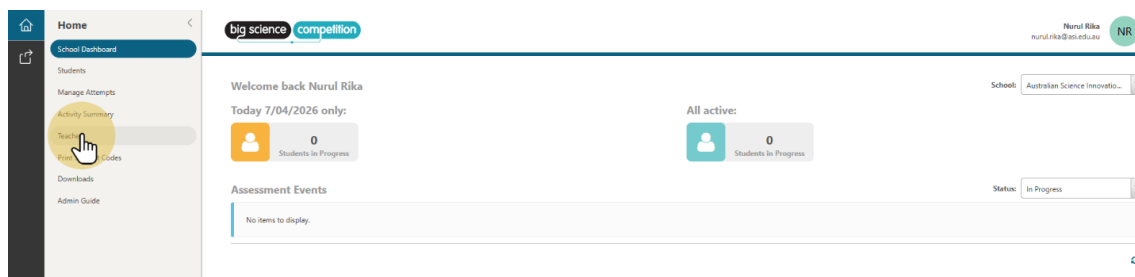 Home
School Dashboard
Students
Manage Attempts
Activity Summary
Print Codes
Downloads
Admin Guide
big science competition
Nurul Rika
nurul.rika@asi.edu.au
NR
Welcome back Nurul Rika
School: Australian Science Innovatio...
Today 7/04/2026 only:
All active:
0
Students in Progress
0
Students in Progress
Assessment Events
Status: In Progress
No items to display.